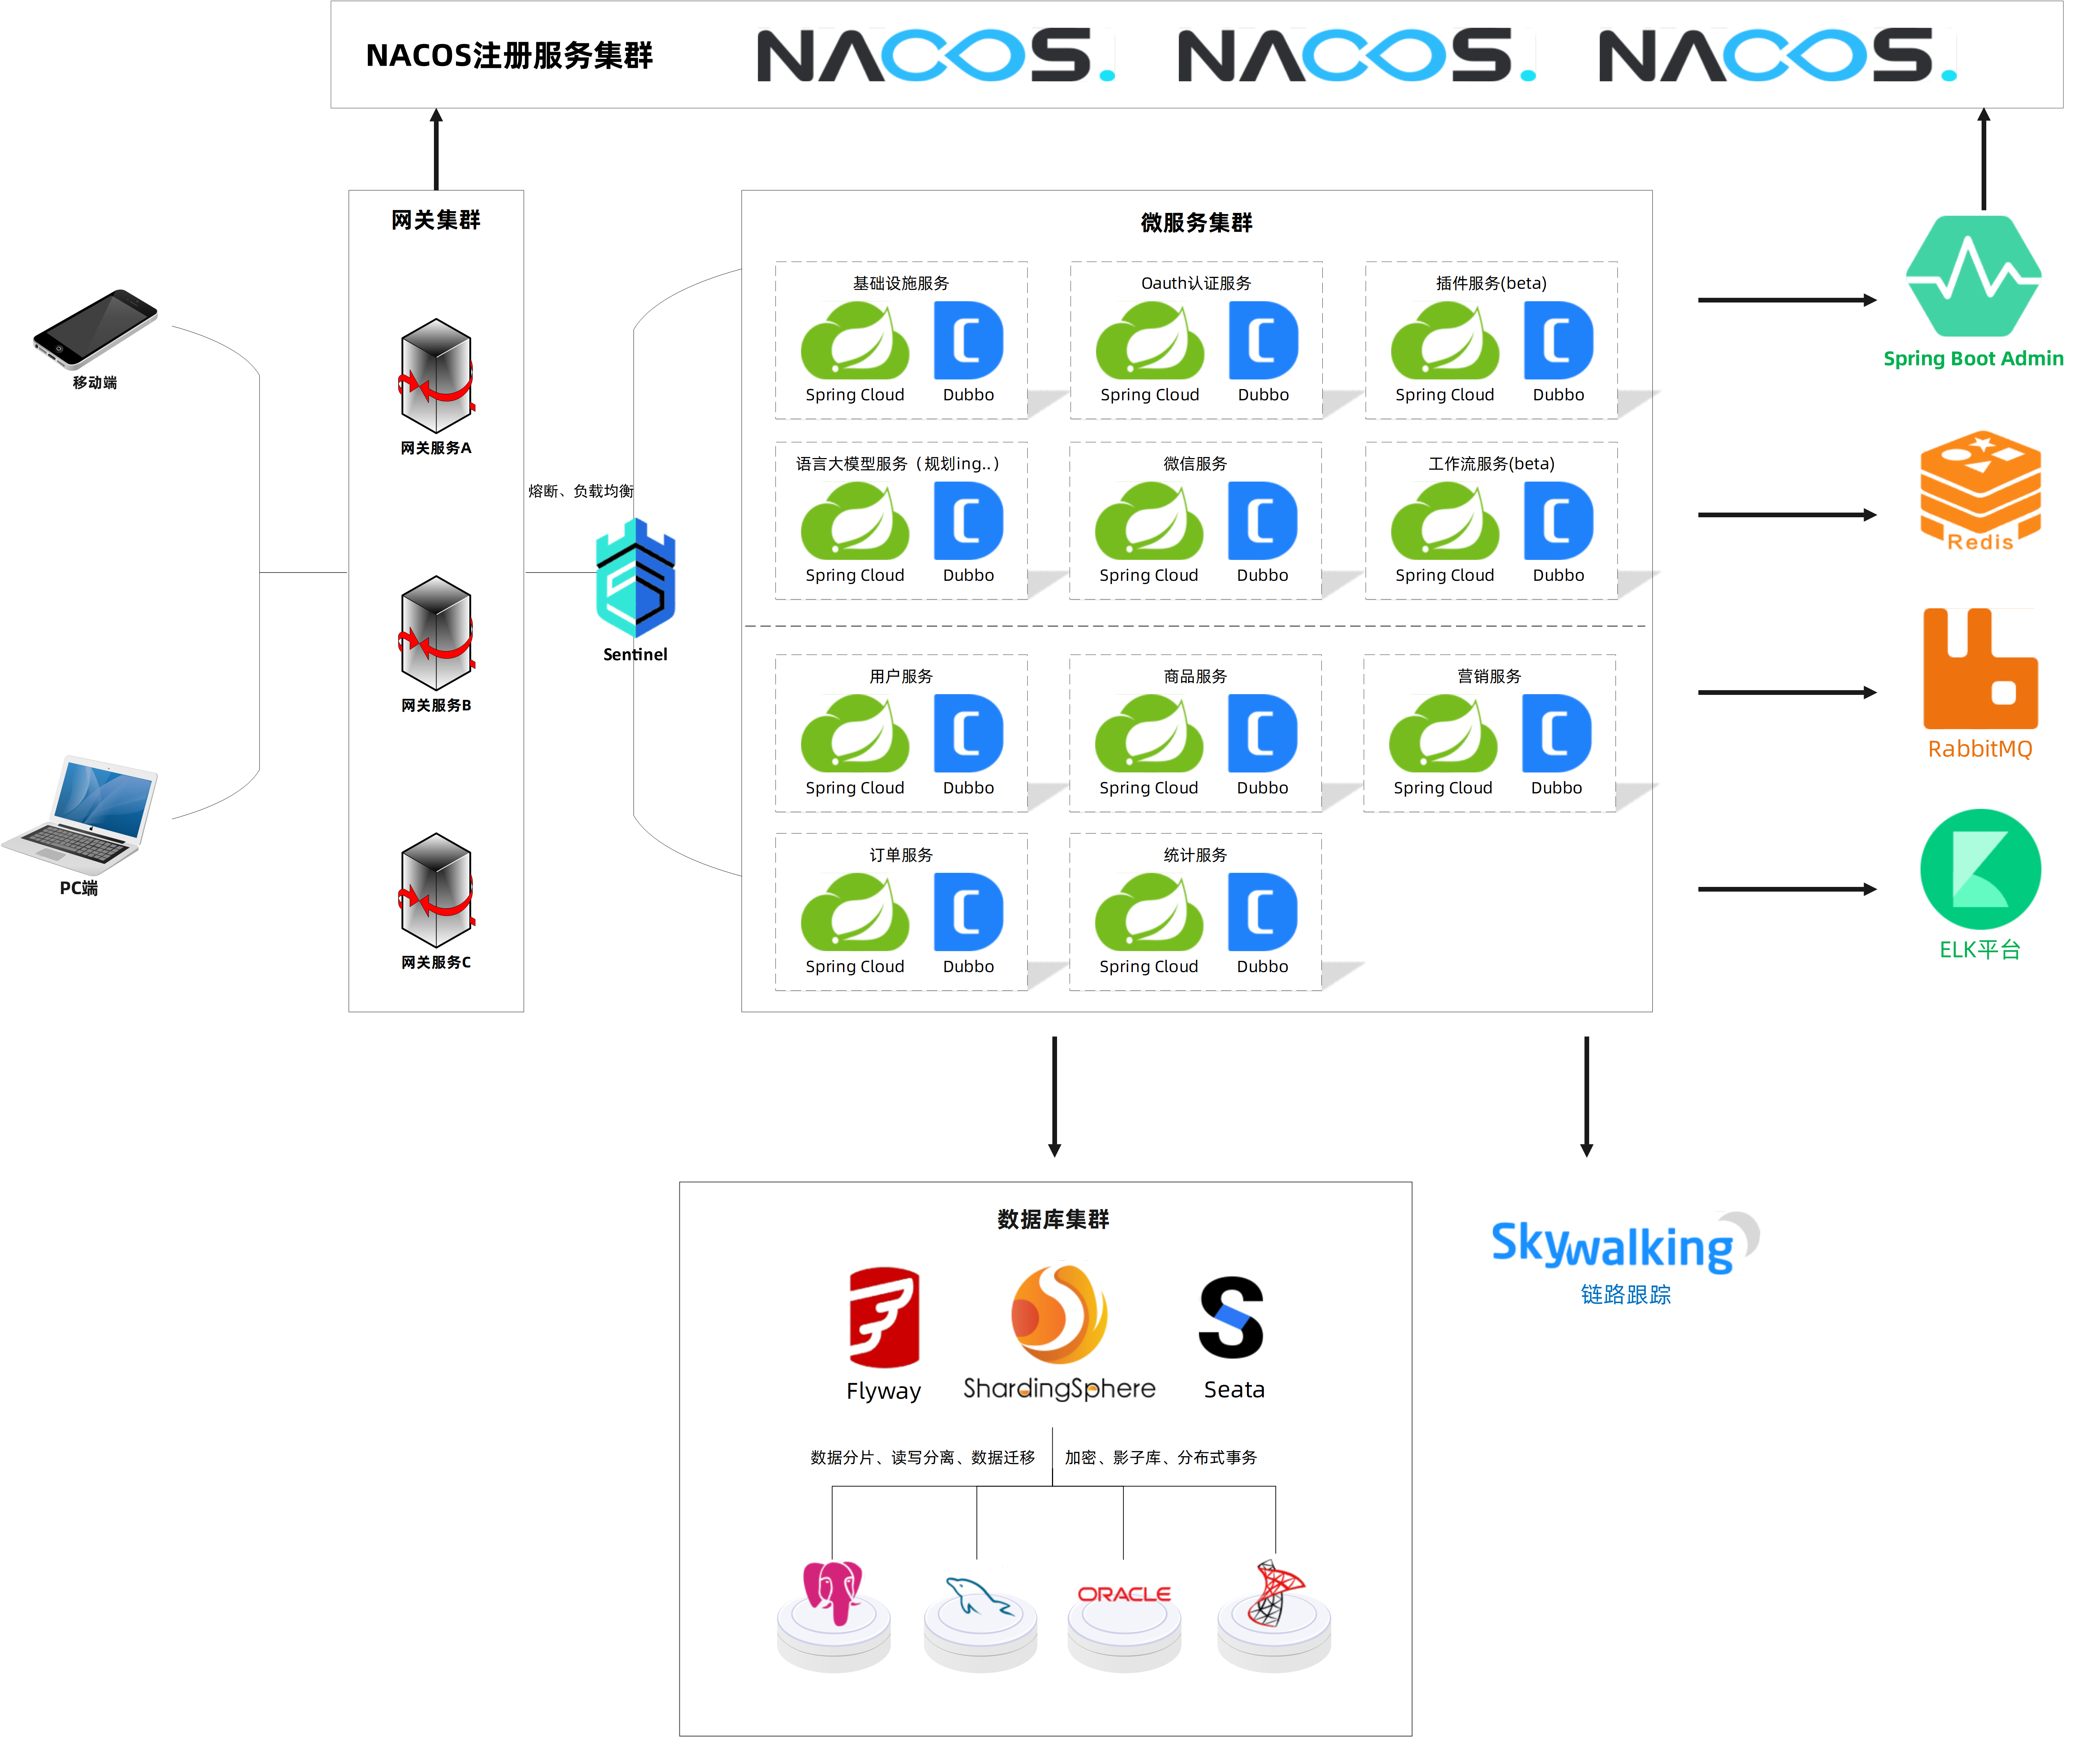 NACOS注册服务集群
NACOS.
NACOS.
NACOS.
网关集群
微服务集群
移动端
PC端
网关服务A
网关服务B
网关服务C
熔断、负载均衡
Sentinel
基础设施服务
Spring Cloud
Dubbo
Oauth认证服务
Spring Cloud
Dubbo
插件服务(beta)
Spring Cloud
Dubbo
语言大模型服务（规划ing..）
Spring Cloud
Dubbo
微信服务
Spring Cloud
Dubbo
工作流服务(beta)
Spring Cloud
Dubbo
用户服务
Spring Cloud
Dubbo
商品服务
Spring Cloud
Dubbo
营销服务
Spring Cloud
Dubbo
订单服务
Spring Cloud
Dubbo
统计服务
Spring Cloud
Dubbo
Spring Boot Admin
Redis
RabbitMQ
ELK平台
数据库集群
Flyway
ShardingSphere
Seata
数据分片、读写分离、数据迁移
加密、影子库、分布式事务
ORACLE
Skywalking
链路跟踪